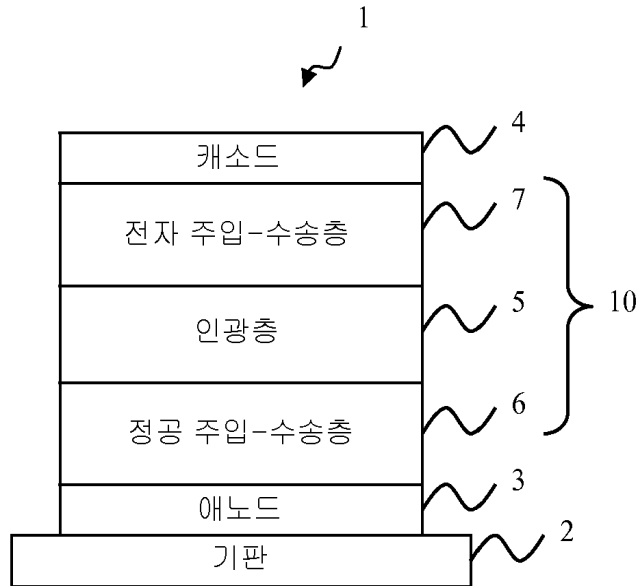 1
캐소드 4
전자 주입-수송층 7
인광층 5 10
정공 주입-수송층 6
애노드 3
기판 2